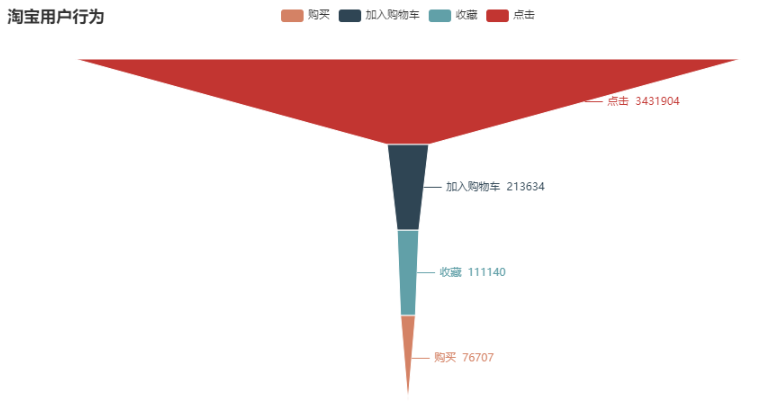 淘宝用户行为
购买 加入购物车 收藏 点击
点击 3431904
加入购物车 213634
收藏 111140
购买 76707